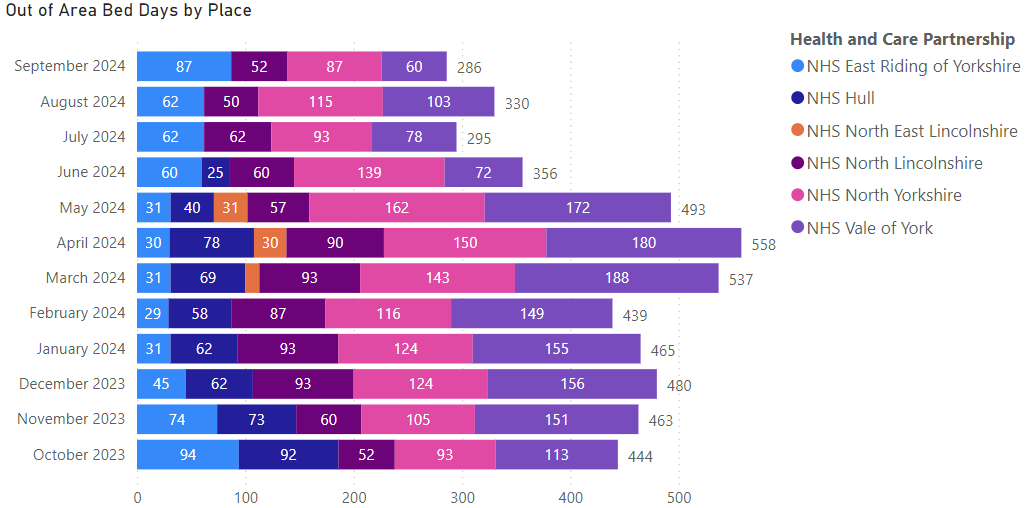 Out of Area Bed Days by Place
Health and Care Partnership
NHS East Riding of Yorkshire
NHS Hull
NHS North East Lincolnshire
NHS North Lincolnshire
NHS North Yorkshire
NHS Vale of York
September 2024 87 52 87 60 286
August 2024 62 50 115 103 330
July 2024 62 62 93 78 295
June 2024 60 25 60 139 72 356
May 2024 31 40 31 57 162 172 493
April 2024 30 78 30 90 150 180 558
March 2024 31 69 93 143 188 537
February 2024 29 58 87 116 149 439
January 2024 31 62 93 124 155 465
December 2023 45 62 93 124 156 480
November 2023 74 73 60 105 151 463
October 2023 94 92 52 93 113 444
0 100 200 300 400 500